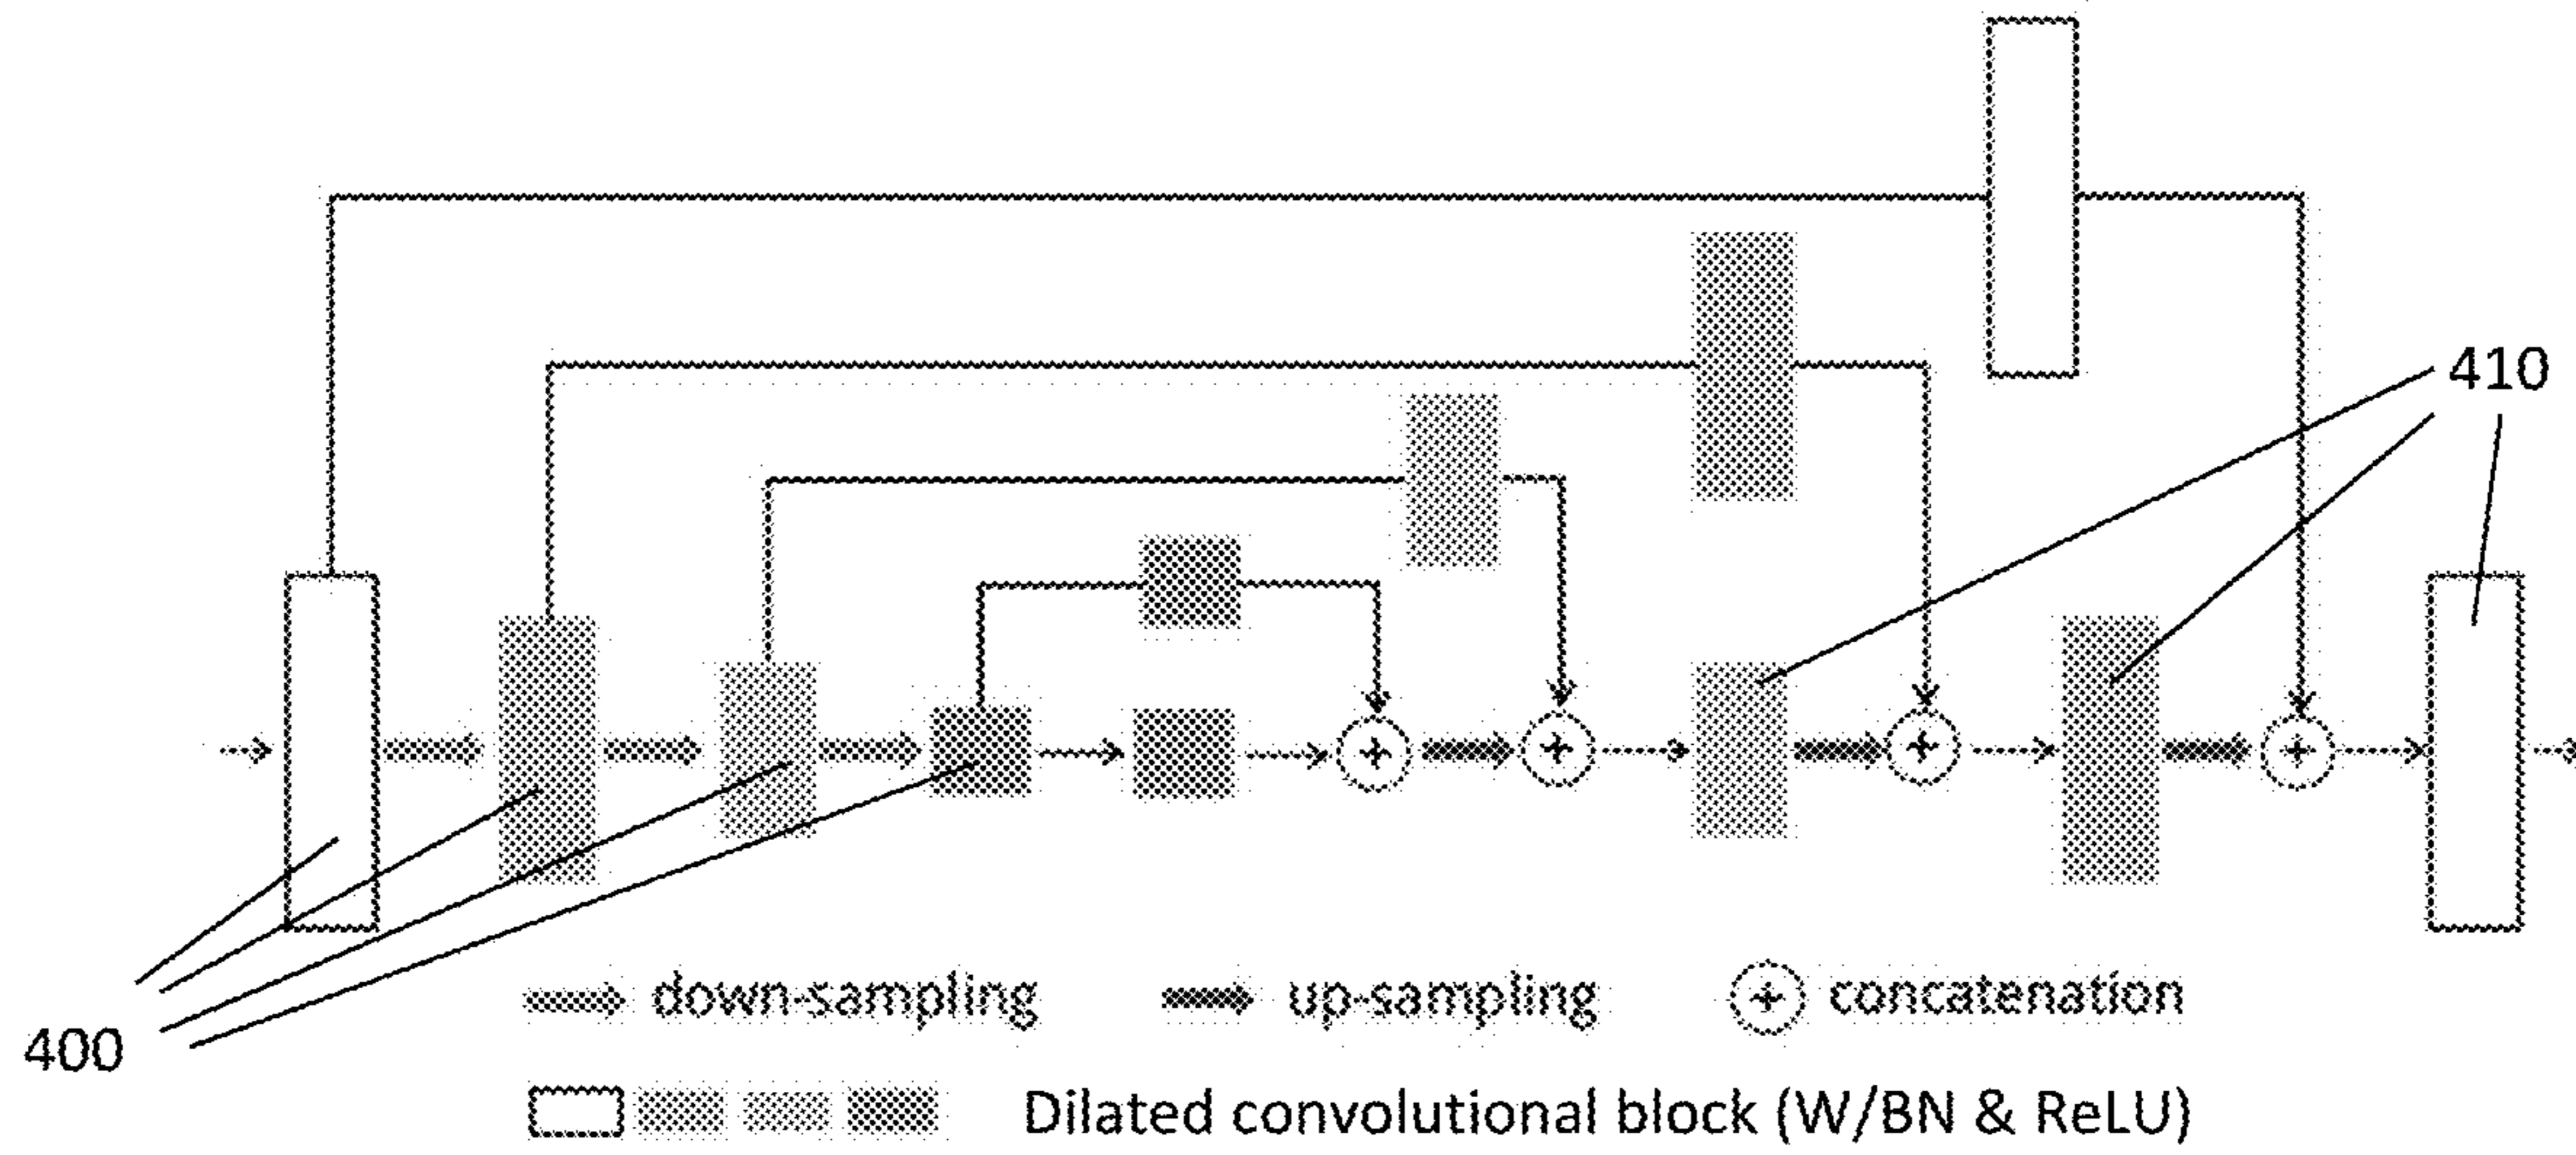 410
down-sampling up-sampling + concatenation
400
Dilated convolutional block (W/BN & ReLU)